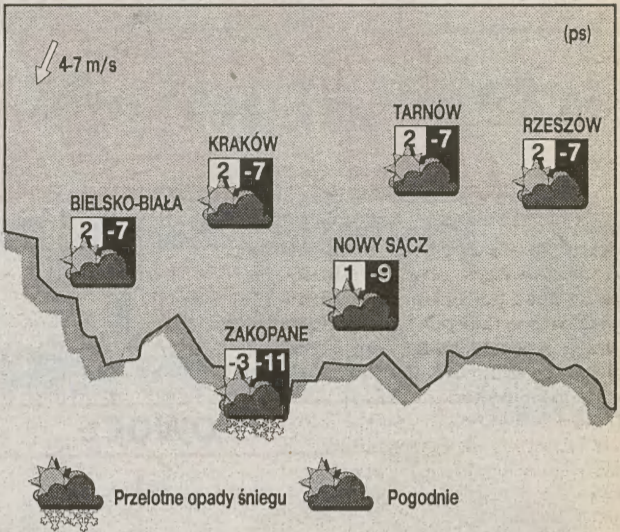 (ps)
4-7 m/s
TARNÓW
2 -7
RZESZÓW
2 -7
KRAKÓW
2 -7
BIELSKO-BIAŁA
2 -7
NOWY SĄCZ
1 -9
ZAKOPANE
-3 -11
Przelotne opady śniegu
Pogodnie